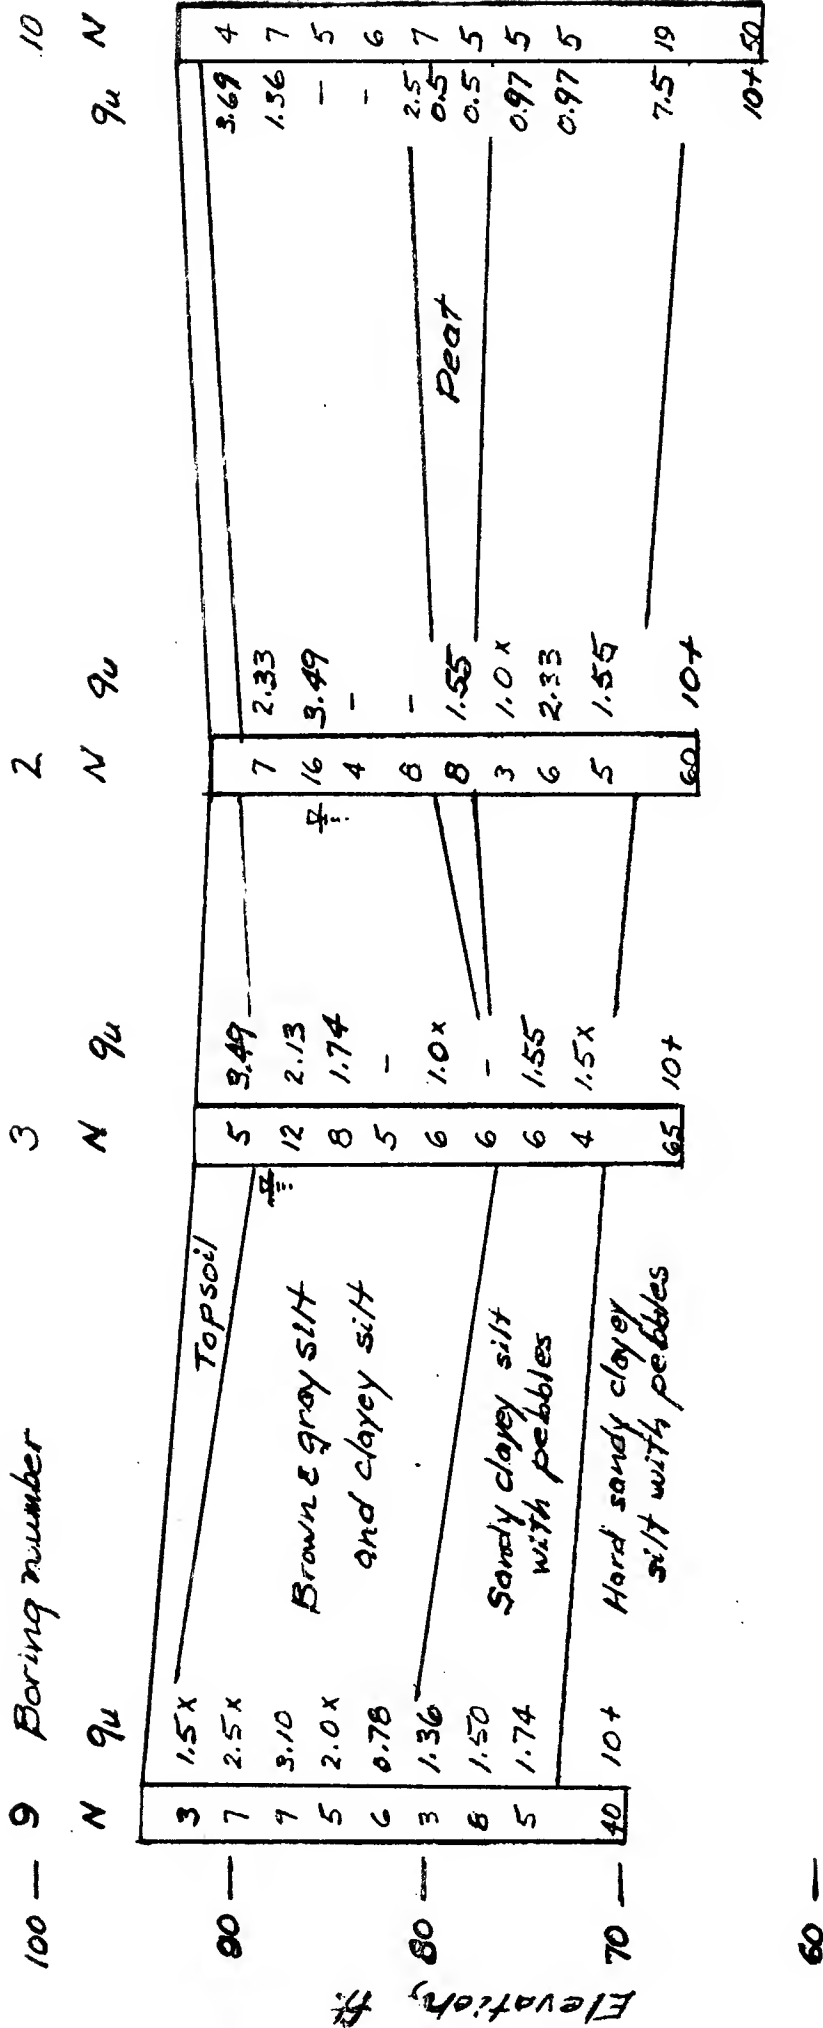 100 — 9 Boring number 3 2 10
N qu N qu N qu N qu
90 —
80 —
70 —
60 —
Elevation, ft.
3 1.5x
7 2.5x
9 3.10
5 2.0x
6 0.78
3 1.36
8 1.50
5 1.74
40 10+
Topsoil
Brown & gray silt
and clayey silt
Sandy clayey silt
with pebbles
Hard sandy clayey
silt with pebbles
5 3.49
12 2.13
8 1.74
5 -
6 1.0x
6 -
6 1.55
4 1.5x
65 10+
7 2.33
16 3.49
4 -
8 -
8 1.55
3 1.0x
6 2.33
5 1.55
60 10+
Peat
3.69 4
1.36 7
- 5
- 6
2.5 7
0.5
0.5 5
0.97 5
0.97 5
7.5 19
10+ 50